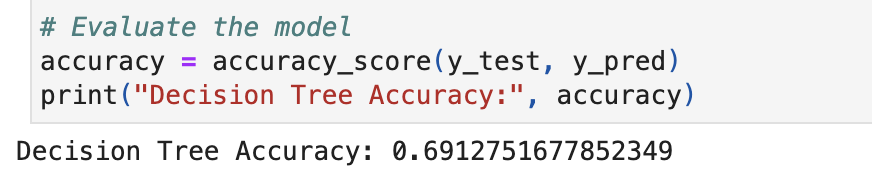 # Evaluate the model
accuracy = accuracy_score(y_test, y_pred)
print("Decision Tree Accuracy:", accuracy)
Decision Tree Accuracy: 0.6912751677852349